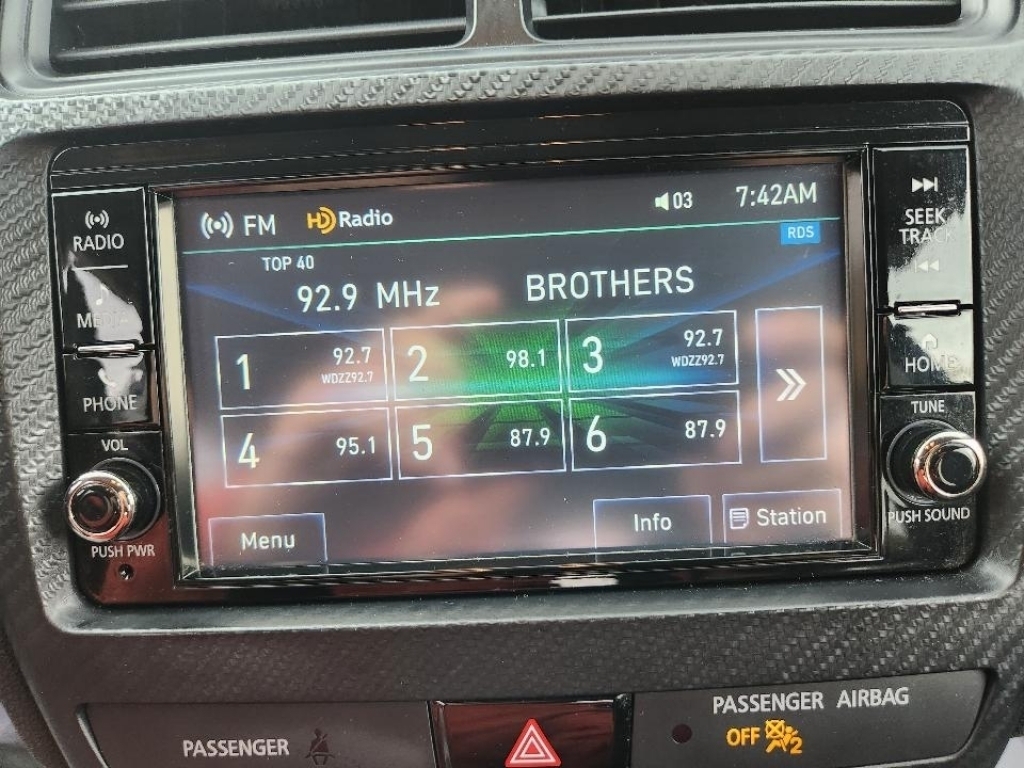 FM HD Radio 03 7:42AM
RDS
TOP 40
92.9 MHz BROTHERS
1 92.7
WDZZ92.7
2 98.1
3 92.7
WDZZ92.7
4 95.1
5 87.9
6 87.9
Menu
Info
Station
RADIO
PHONE
VOL
PUSH PWR
SEEK
TRACK
HOME
TUNE
PUSH SOUND
PASSENGER
PASSENGER AIRBAG
OFF 2